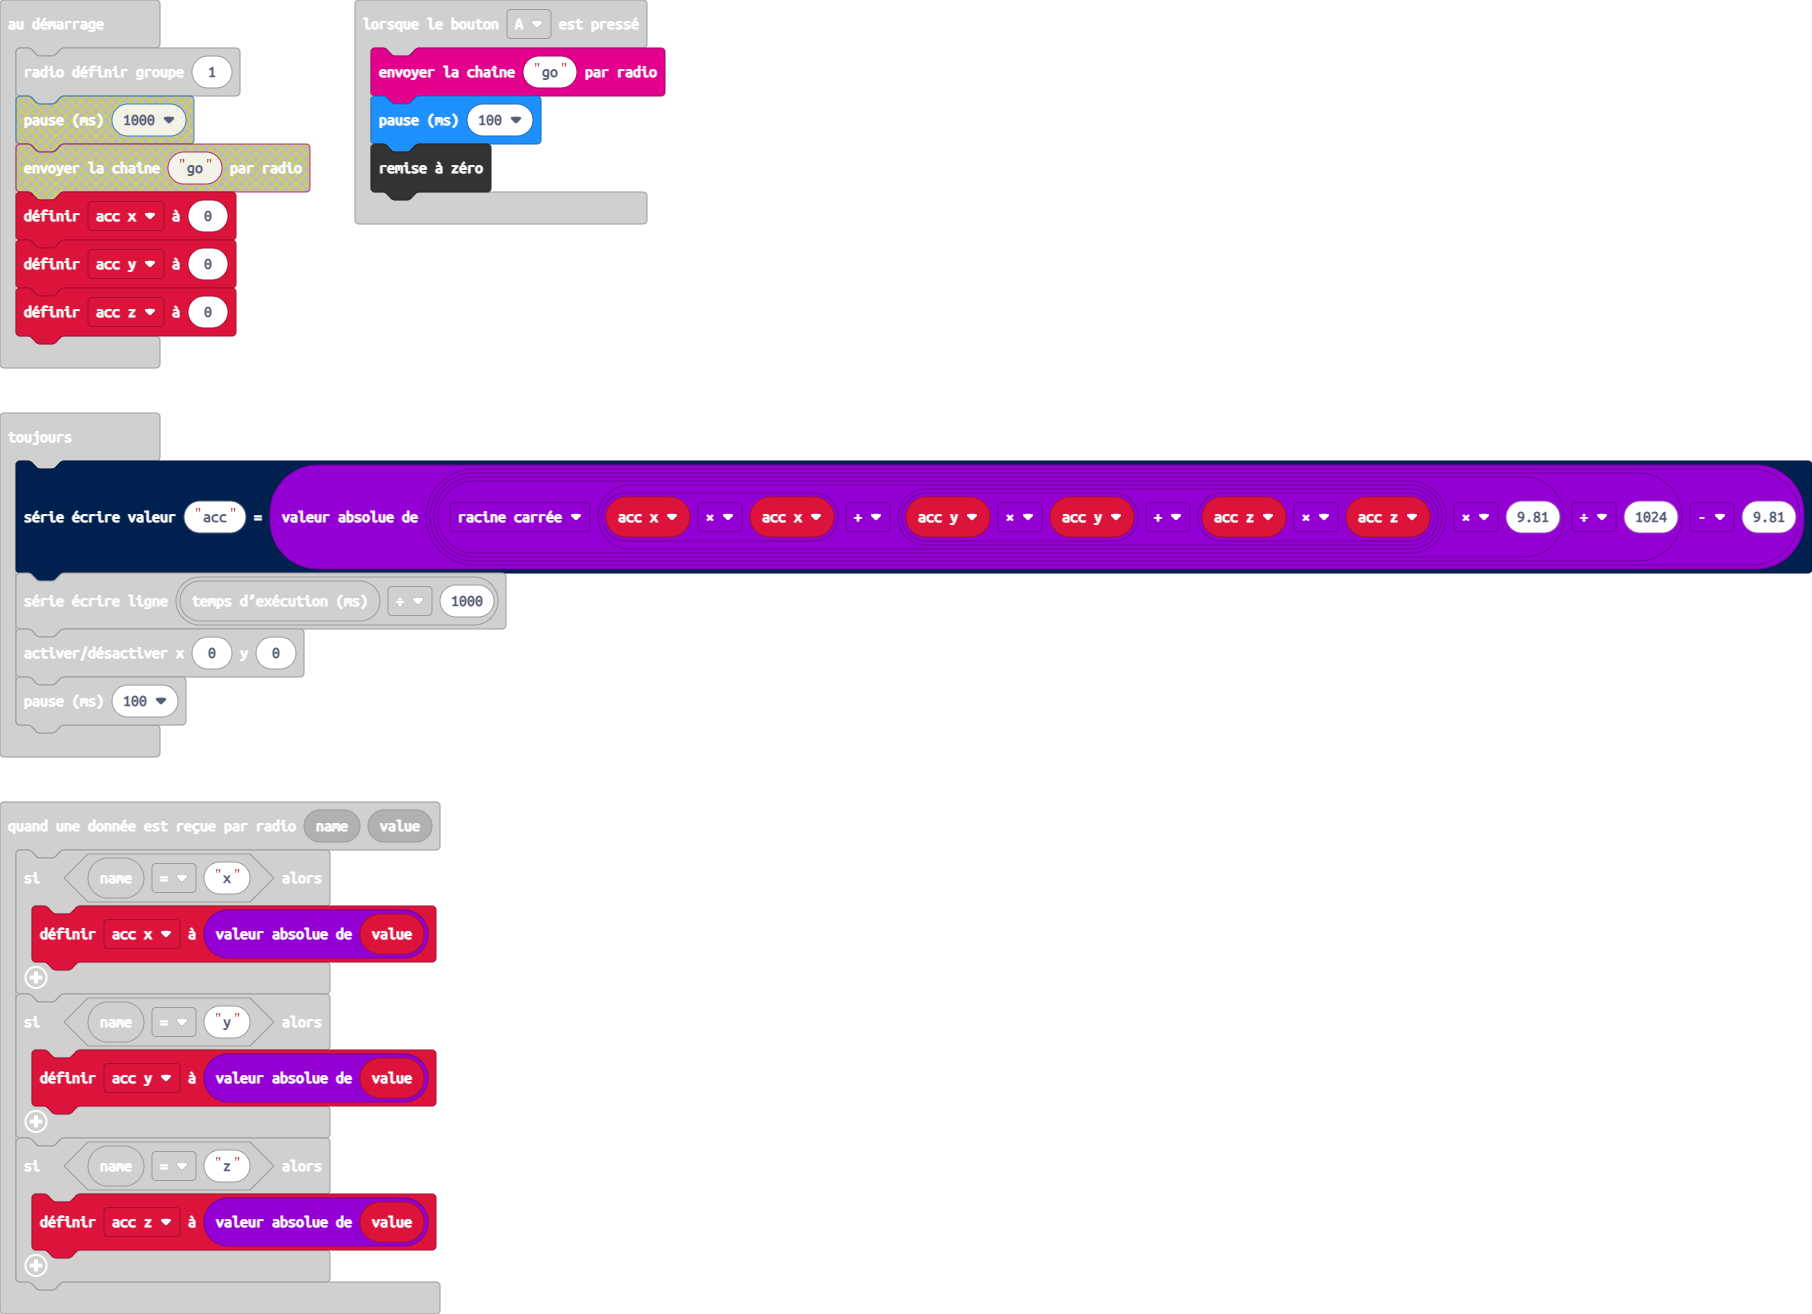 au démarrage
radio définir groupe 1
pause (ms) 1000
envoyer la chaîne "go" par radio
définir acc x à 0
définir acc y à 0
définir acc z à 0
lorsque le bouton A est pressé
envoyer la chaîne "go" par radio
pause (ms) 100
remise à zéro
toujours
série écrire valeur "acc" = valeur absolue de racine carrée acc x × acc x + acc y × acc y + acc z × acc z × 9.81 ÷ 1024 - 9.81
série écrire ligne temps d'exécution (ms) ÷ 1000
activer/désactiver x 0 y 0
pause (ms) 100
quand une donnée est reçue par radio name value
si name = "x" alors
définir acc x à valeur absolue de value
si name = "y" alors
définir acc y à valeur absolue de value
si name = "z" alors
définir acc z à valeur absolue de value